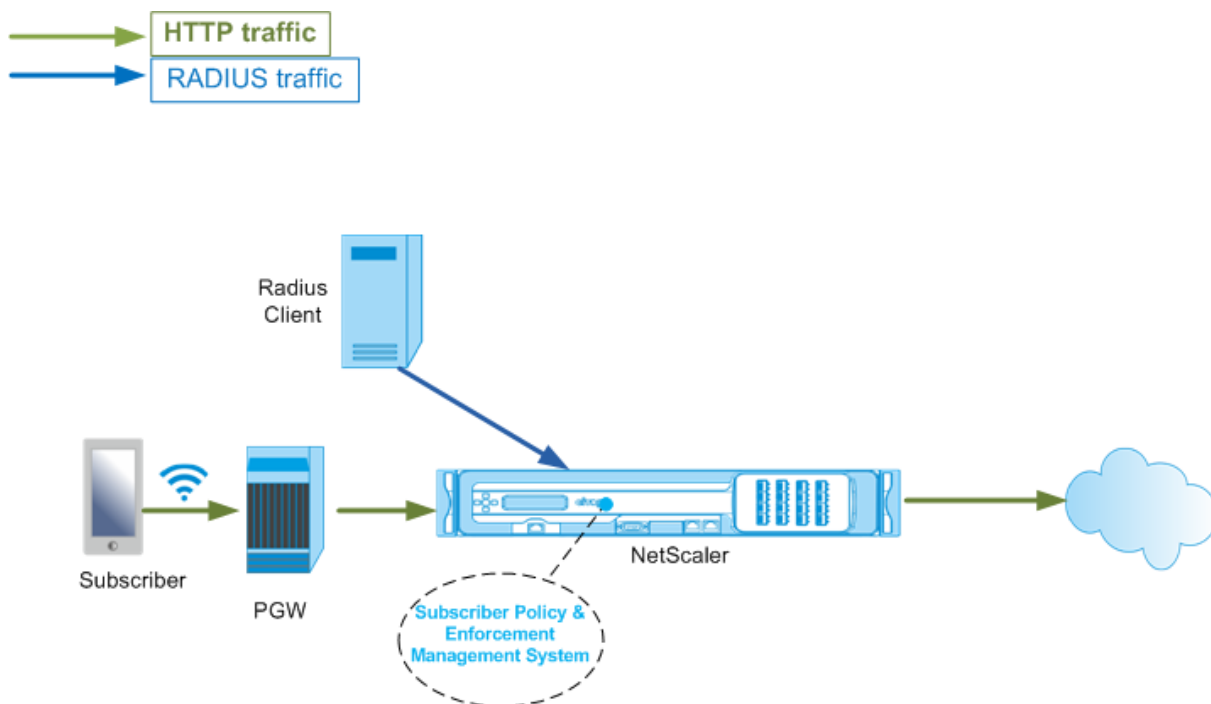 HTTP traffic
RADIUS traffic
Radius
Client
Subscriber
PGW
NetScaler
Subscriber Policy &
Enforcement
Management System